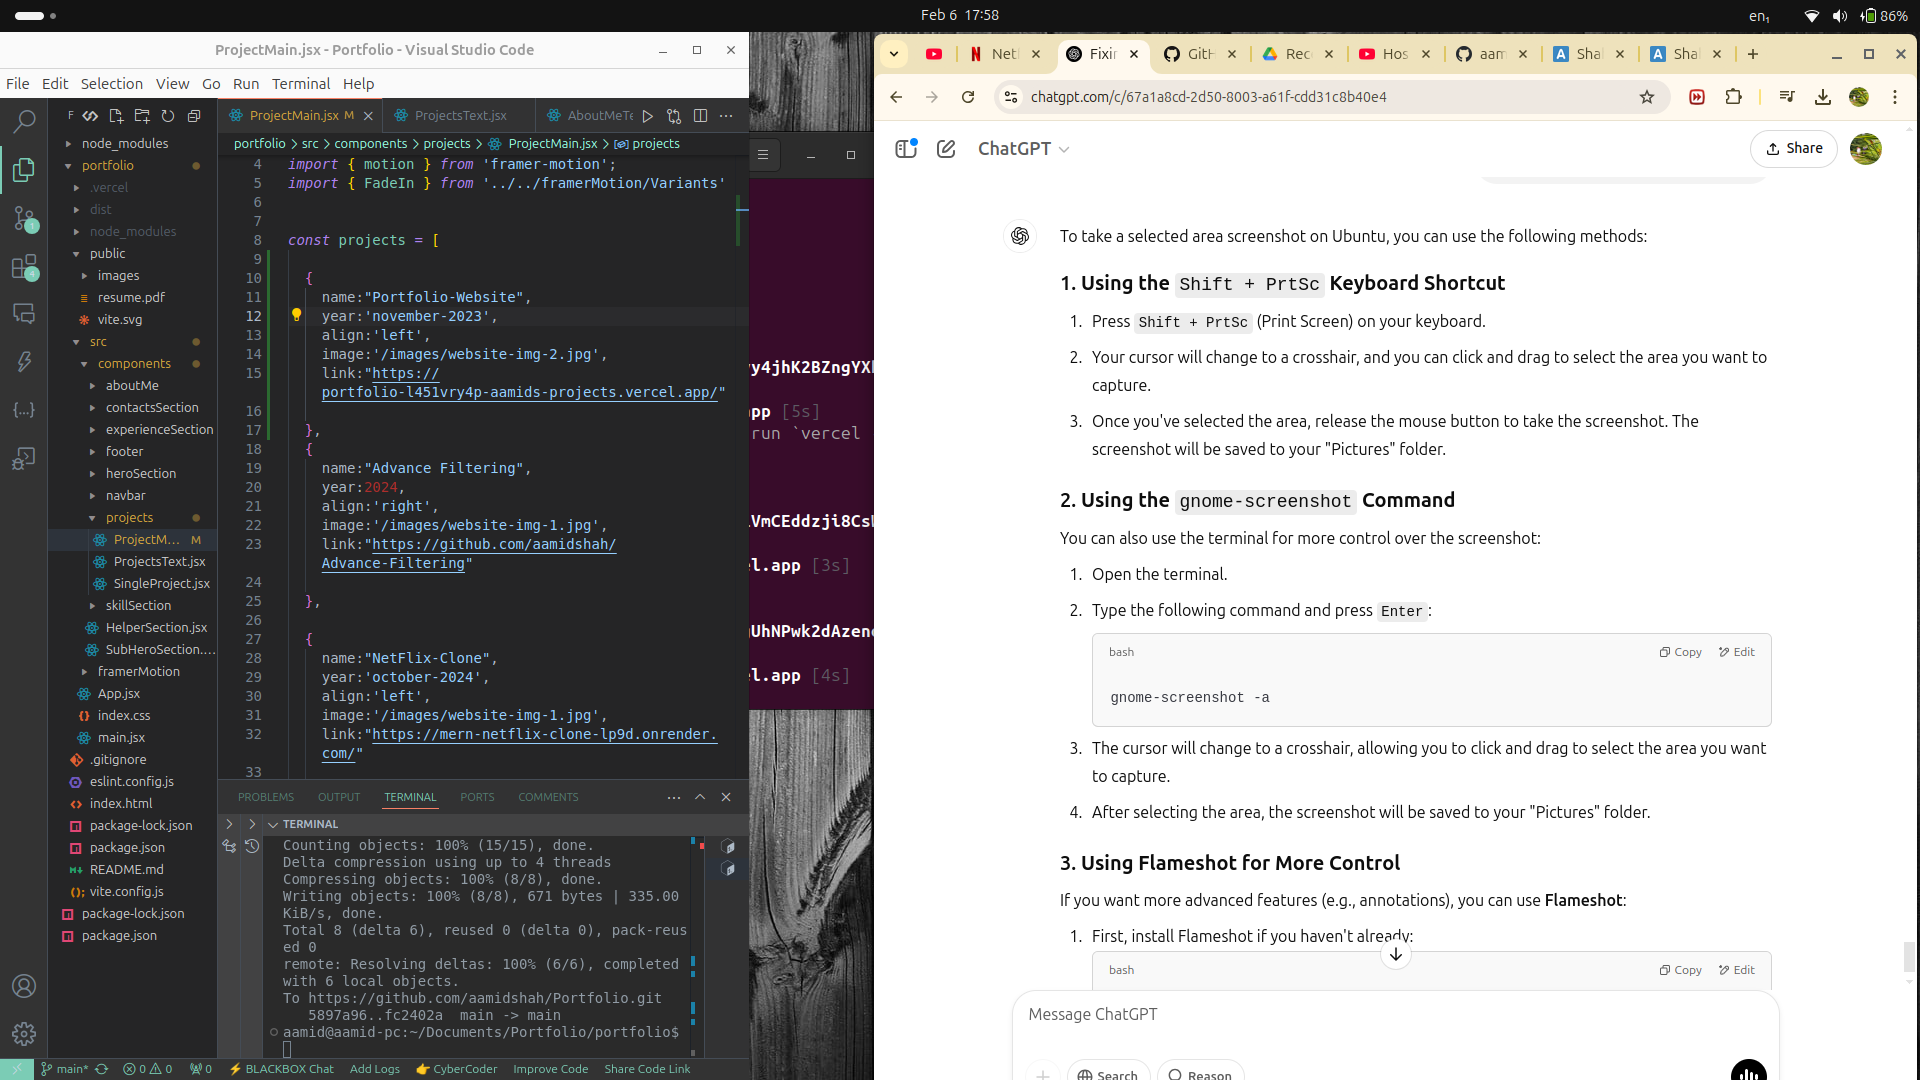 Feb 6 17:58
en₁
86%
ProjectMain.jsx - Portfolio - Visual Studio Code
File Edit Selection View Go Run Terminal Help
F
node_modules
portfolio
.vercel
dist
node_modules
public
images
resume.pdf
vite.svg
src
components
aboutMe
contactsSection
experienceSection
footer
heroSection
navbar
projects
ProjectM... M
ProjectsText.jsx
SingleProject.jsx
skillSection
HelperSection.jsx
SubHeroSection....
framerMotion
App.jsx
index.css
main.jsx
.gitignore
eslint.config.js
index.html
package-lock.json
package.json
README.md
vite.config.js
package-lock.json
package.json
ProjectMain.jsx M
ProjectsText.jsx
AboutMeTe
portfolio > src > components > projects > ProjectMain.jsx > projects
4 import { motion } from 'framer-motion';
5 import { FadeIn } from '../../framerMotion/Variants'
6
7
8 const projects = [
9
10 {
11 name:"Portfolio-Website",
12 year:'november-2023',
13 align:'left',
14 image:'/images/website-img-2.jpg',
15 link:"https://
portfolio-l451vry4p-aamids-projects.vercel.app/"
16
17 },
18 {
19 name:"Advance Filtering",
20 year:2024,
21 align:'right',
22 image:'/images/website-img-1.jpg',
23 link:"https://github.com/aamidshah/
Advance-Filtering"
24
25 },
26
27 {
28 name:"NetFlix-Clone",
29 year:'october-2024',
30 align:'left',
31 image:'/images/website-img-1.jpg',
32 link:"https://mern-netflix-clone-lp9d.onrender.
com/"
33
PROBLEMS OUTPUT TERMINAL PORTS COMMENTS
TERMINAL
Counting objects: 100% (15/15), done.
Delta compression using up to 4 threads
Compressing objects: 100% (8/8), done.
Writing objects: 100% (8/8), 671 bytes | 335.00
KiB/s, done.
Total 8 (delta 6), reused 0 (delta 0), pack-reus
ed 0
remote: Resolving deltas: 100% (6/6), completed
with 6 local objects.
To https://github.com/aamidshah/Portfolio.git
5897a96..fc2402a main -> main
aamid@aamid-pc:~/Documents/Portfolio/portfolio$
main* 0 0 0 BLACKBOX Chat Add Logs CyberCoder Improve Code Share Code Link
1
4
y4jhK2BZngYX
pp [5s]
run `vercel
VmCEddzji8Cs
l.app [3s]
UhNPwk2dAzen
l.app [4s]
Netl
Fixin
GitH
Rec
Hos
aam
Shal
Shal
chatgpt.com/c/67a1a8cd-2d50-8003-a61f-cdd31c8b40e4
ChatGPT
Share
To take a selected area screenshot on Ubuntu, you can use the following methods:
1. Using the Shift + PrtSc Keyboard Shortcut
1. Press Shift + PrtSc (Print Screen) on your keyboard.
2. Your cursor will change to a crosshair, and you can click and drag to select the area you want to
capture.
3. Once you've selected the area, release the mouse button to take the screenshot. The
screenshot will be saved to your "Pictures" folder.
2. Using the gnome-screenshot Command
You can also use the terminal for more control over the screenshot:
1. Open the terminal.
2. Type the following command and press Enter:
bash Copy Edit
gnome-screenshot -a
3. The cursor will change to a crosshair, allowing you to click and drag to select the area you want
to capture.
4. After selecting the area, the screenshot will be saved to your "Pictures" folder.
3. Using Flameshot for More Control
If you want more advanced features (e.g., annotations), you can use Flameshot:
1. First, install Flameshot if you haven't already:
bash Copy Edit
Message ChatGPT
Search Reason